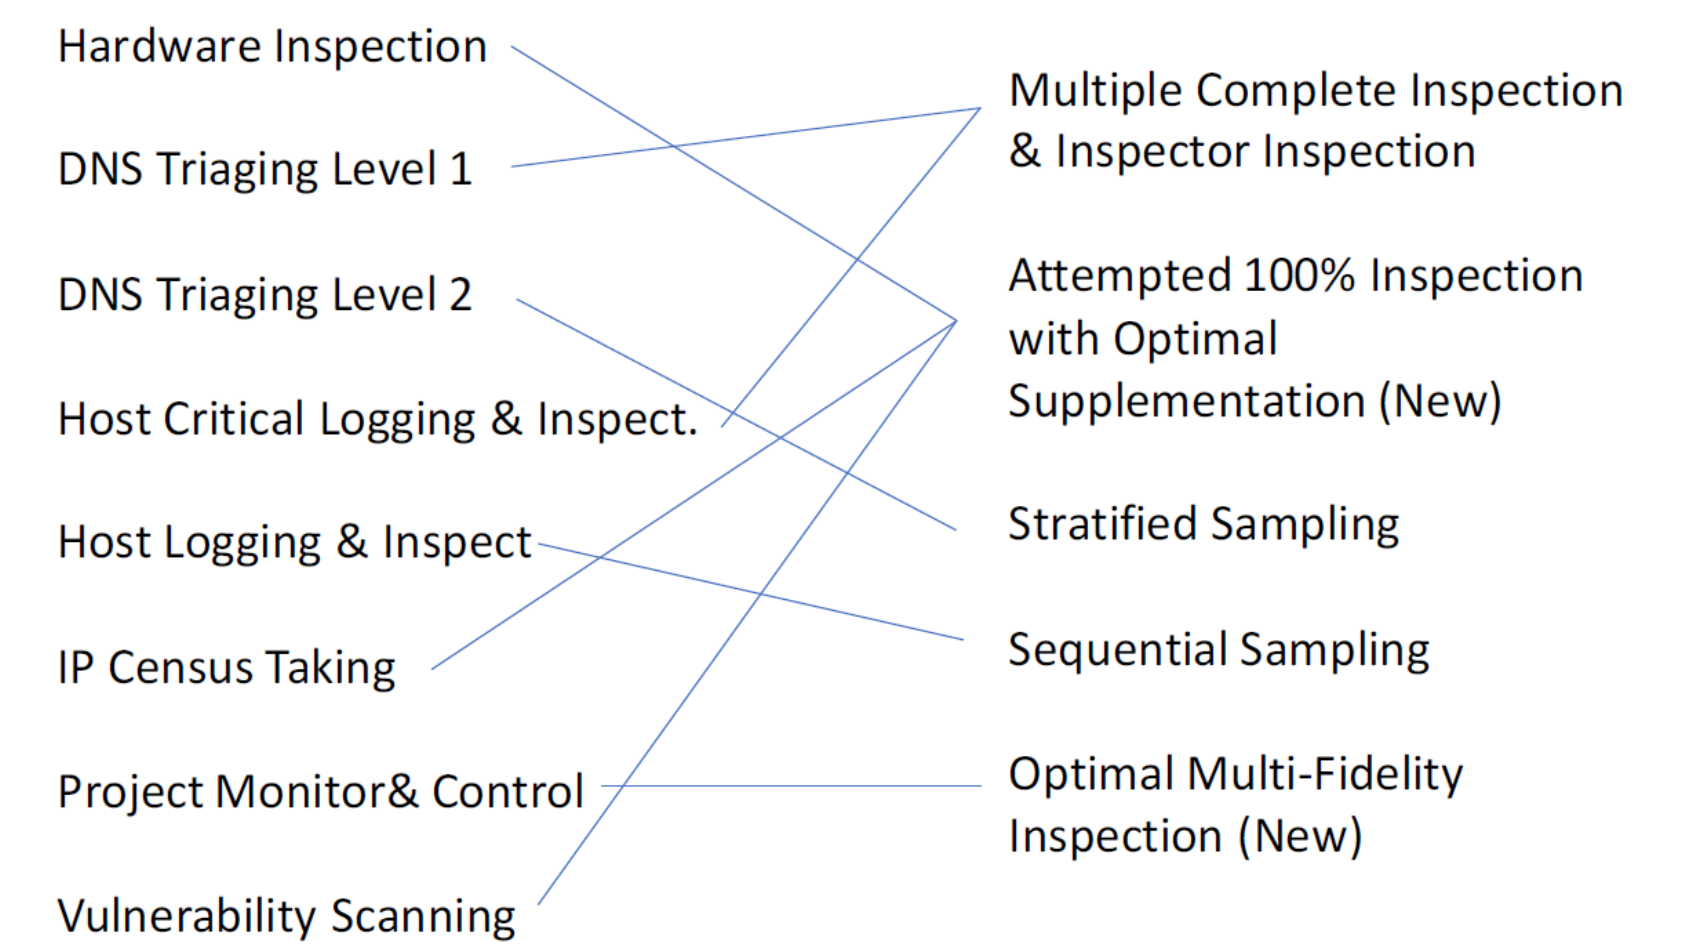 Hardware Inspection
DNS Triaging Level 1
DNS Triaging Level 2
Host Critical Logging & Inspect.
Host Logging & Inspect
IP Census Taking
Project Monitor& Control
Vulnerability Scanning
Multiple Complete Inspection
& Inspector Inspection
Attempted 100% Inspection
with Optimal
Supplementation (New)
Stratified Sampling
Sequential Sampling
Optimal Multi-Fidelity
Inspection (New)